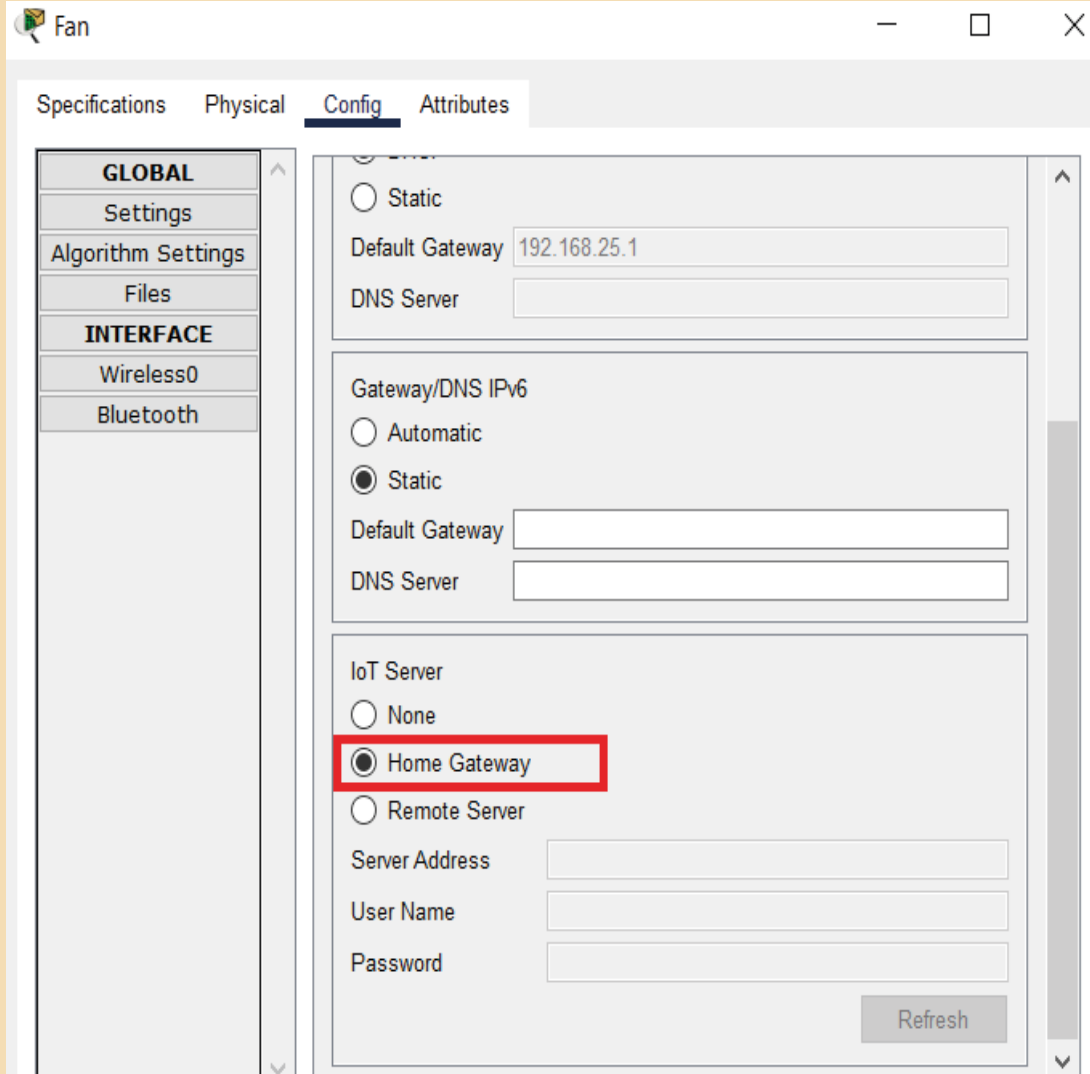 Fan
Specifications Physical Config Attributes
GLOBAL
Settings
Algorithm Settings
Files
INTERFACE
Wireless0
Bluetooth
Static
Default Gateway 192.168.25.1
DNS Server
Gateway/DNS IPv6
Automatic
Static
Default Gateway
DNS Server
IoT Server
None
Home Gateway
Remote Server
Server Address
User Name
Password
Refresh